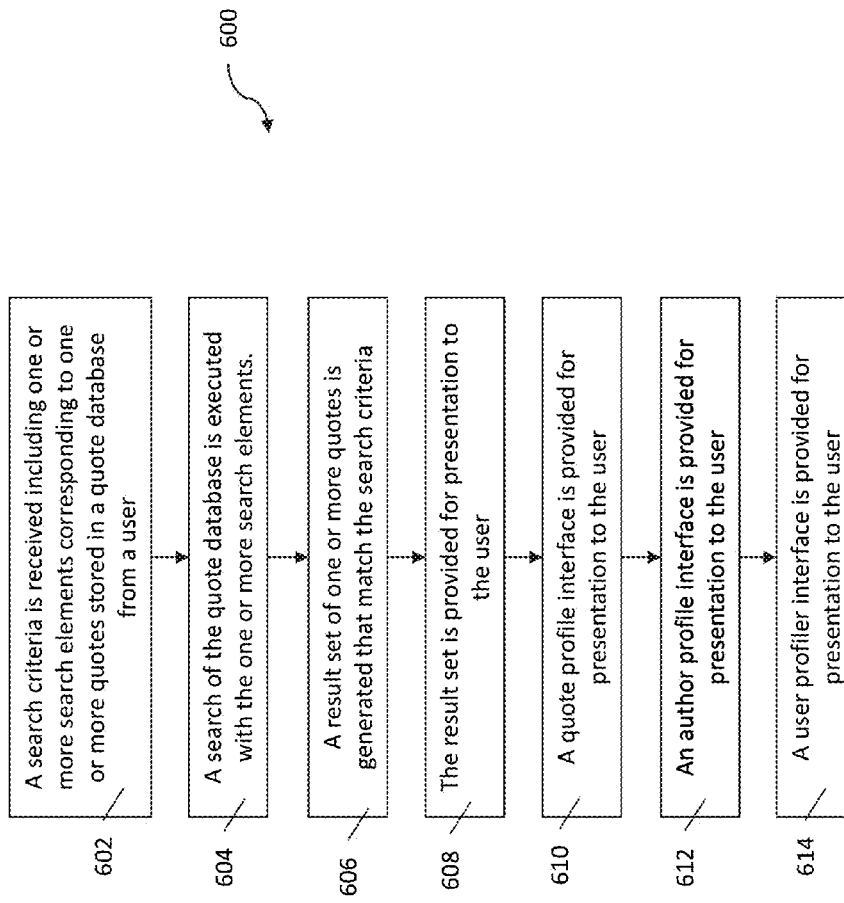 600
602
A search criteria is received including one or
more search elements corresponding to one
or more quotes stored in a quote database
from a user
604
A search of the quote database is executed
with the one or more search elements.
606
A result set of one or more quotes is
generated that match the search criteria
608
The result set is provided for presentation to
the user
610
A quote profile interface is provided for
presentation to the user
612
An author profile interface is provided for
presentation to the user
614
A user profiler interface is provided for
presentation to the user